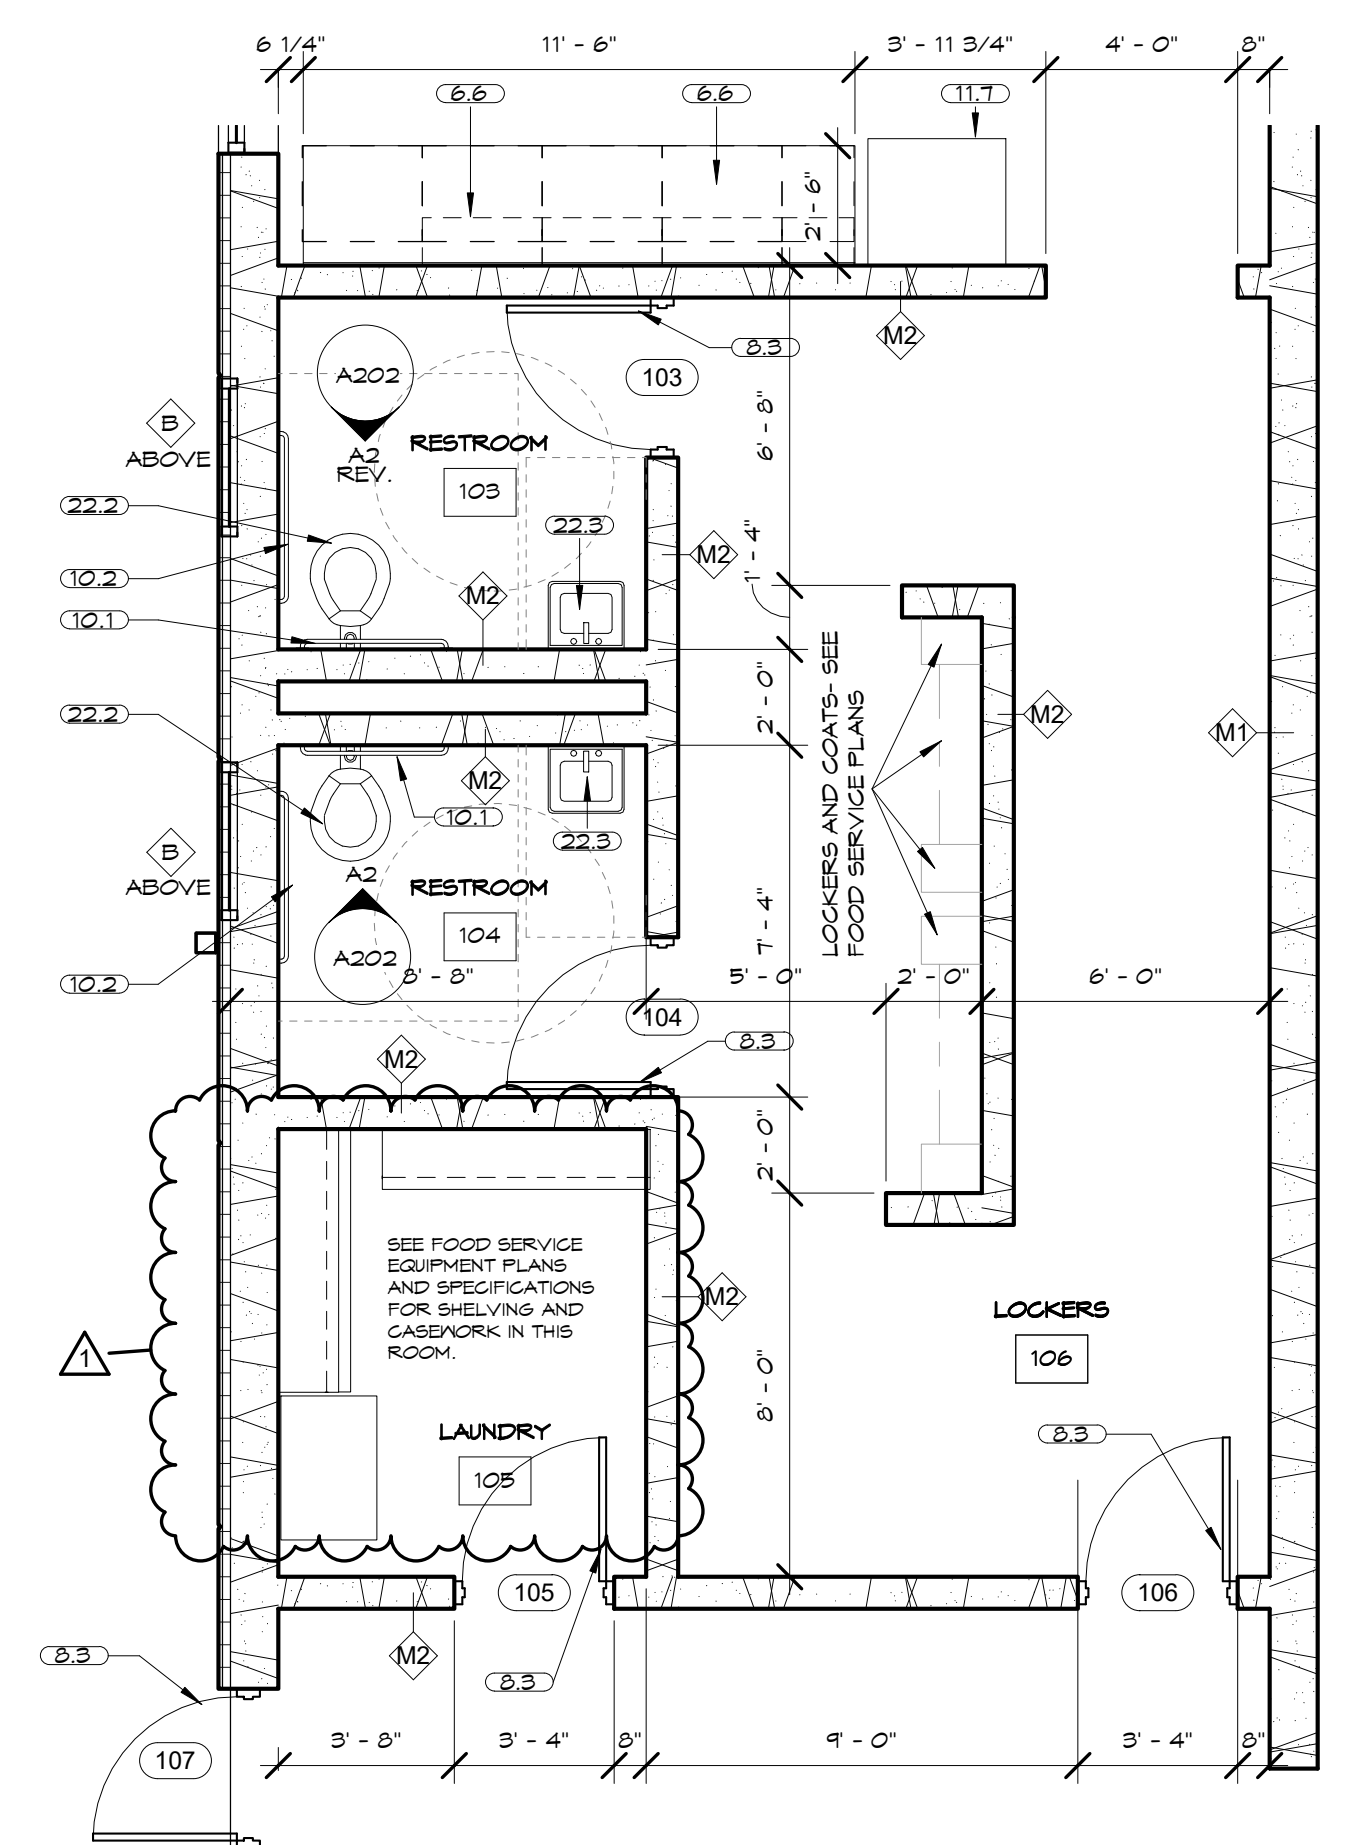 6 1/4"
11' - 6"
3' - 11 3/4"
4' - 0"
8"
6.6
6.6
11.7
2' - 6"
M2
8.3
103
A202
A2
REV.
RESTROOM
103
B
ABOVE
6' - 8"
22.2
22.3
10.2
10.1
M2
M2
1' - 4"
22.2
2' - 0"
LOCKERS AND COATS- SEE
FOOD SERVICE PLANS
M2
M1
M2
10.1
22.3
B
ABOVE
A2
RESTROOM
104
A202
7' - 4"
10.2
8' - 8"
5' - 0"
2' - 0"
6' - 0"
104
8.3
M2
2' - 0"
SEE FOOD SERVICE
EQUIPMENT PLANS
AND SPECIFICATIONS
FOR SHELVING AND
CASEWORK IN THIS
ROOM.
M2
LOCKERS
106
1
8' - 0"
LAUNDRY
105
8.3
105
106
M2
8.3
8.3
107
3' - 8"
3' - 4"
8"
9' - 0"
3' - 4"
8"